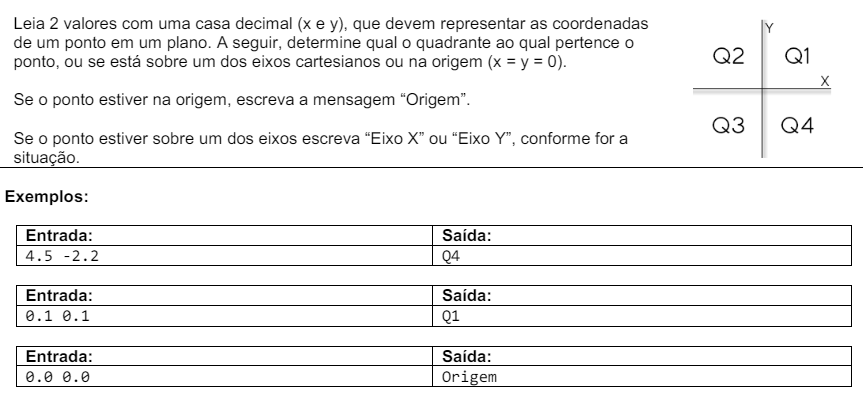 Leia 2 valores com uma casa decimal (x e y), que devem representar as coordenadas
de um ponto em um plano. A seguir, determine qual o quadrante ao qual pertence o
ponto, ou se está sobre um dos eixos cartesianos ou na origem (x = y = 0).
Se o ponto estiver na origem, escreva a mensagem “Origem”.
Se o ponto estiver sobre um dos eixos escreva “Eixo X” ou “Eixo Y”, conforme for a
situação.
Y
Q2 Q1
X
Q3 Q4
Exemplos:
Entrada: Saída:
4.5 -2.2 Q4
Entrada: Saída:
0.1 0.1 Q1
Entrada: Saída:
0.0 0.0 Origem